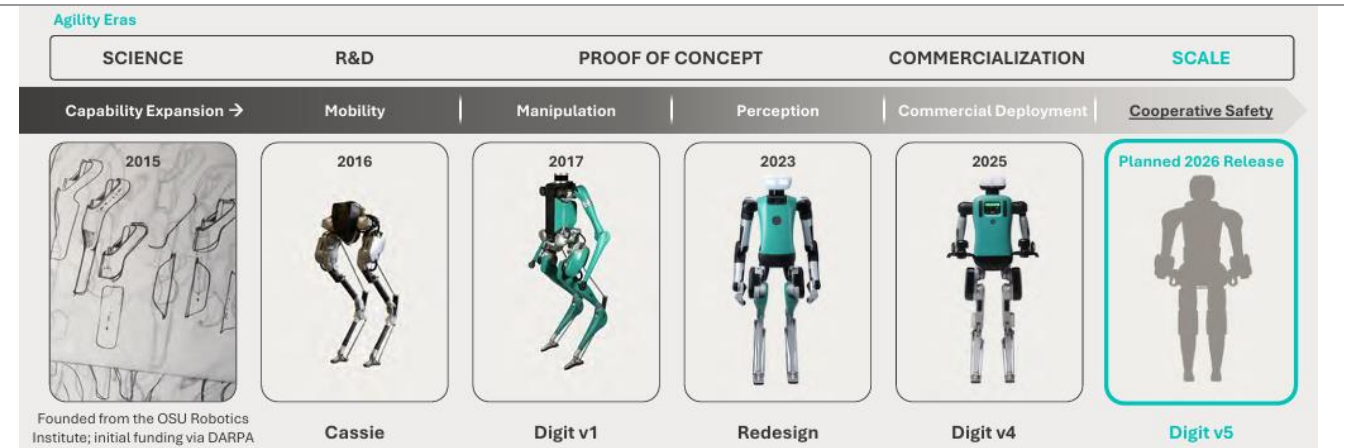 Agility Eras
SCIENCE R&D PROOF OF CONCEPT COMMERCIALIZATION SCALE
Capability Expansion → Mobility Manipulation Perception Commercial Deployment Cooperative Safety
2015 2016 2017 2023 2025 Planned 2026 Release
Founded from the OSU Robotics
Institute; initial funding via DARPA
Cassie Digit v1 Redesign Digit v4 Digit v5